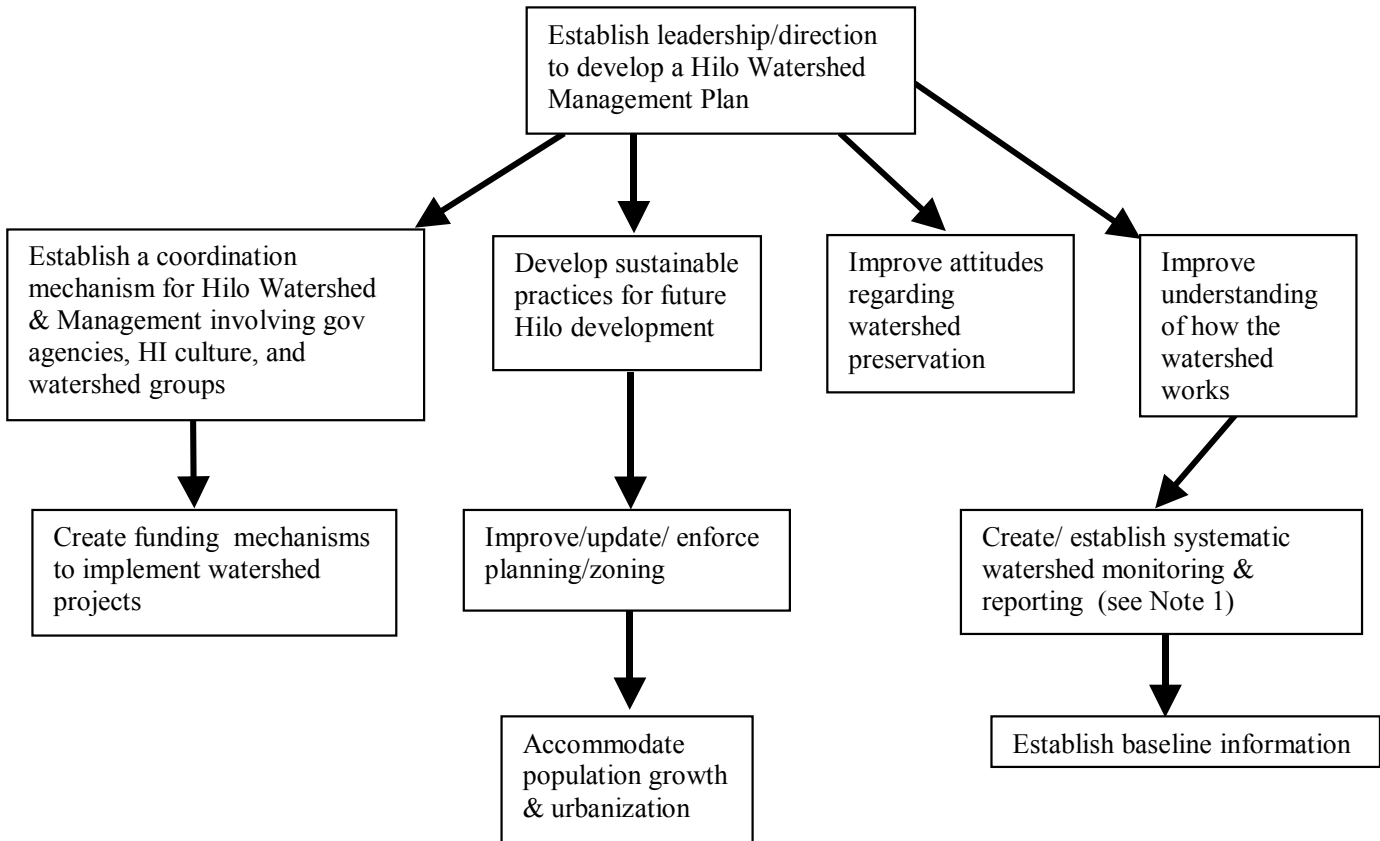 Establish leadership/direction
to develop a Hilo Watershed
Management Plan
Establish a coordination
mechanism for Hilo Watershed
& Management involving gov
agencies, HI culture, and
watershed groups
Develop sustainable
practices for future
Hilo development
Improve attitudes
regarding
watershed
preservation
Improve
understanding
of how the
watershed
works
Create funding mechanisms
to implement watershed
projects
Improve/update/ enforce
planning/zoning
Create/ establish systematic
watershed monitoring &
reporting (see Note 1)
Accommodate
population growth
& urbanization
Establish baseline information